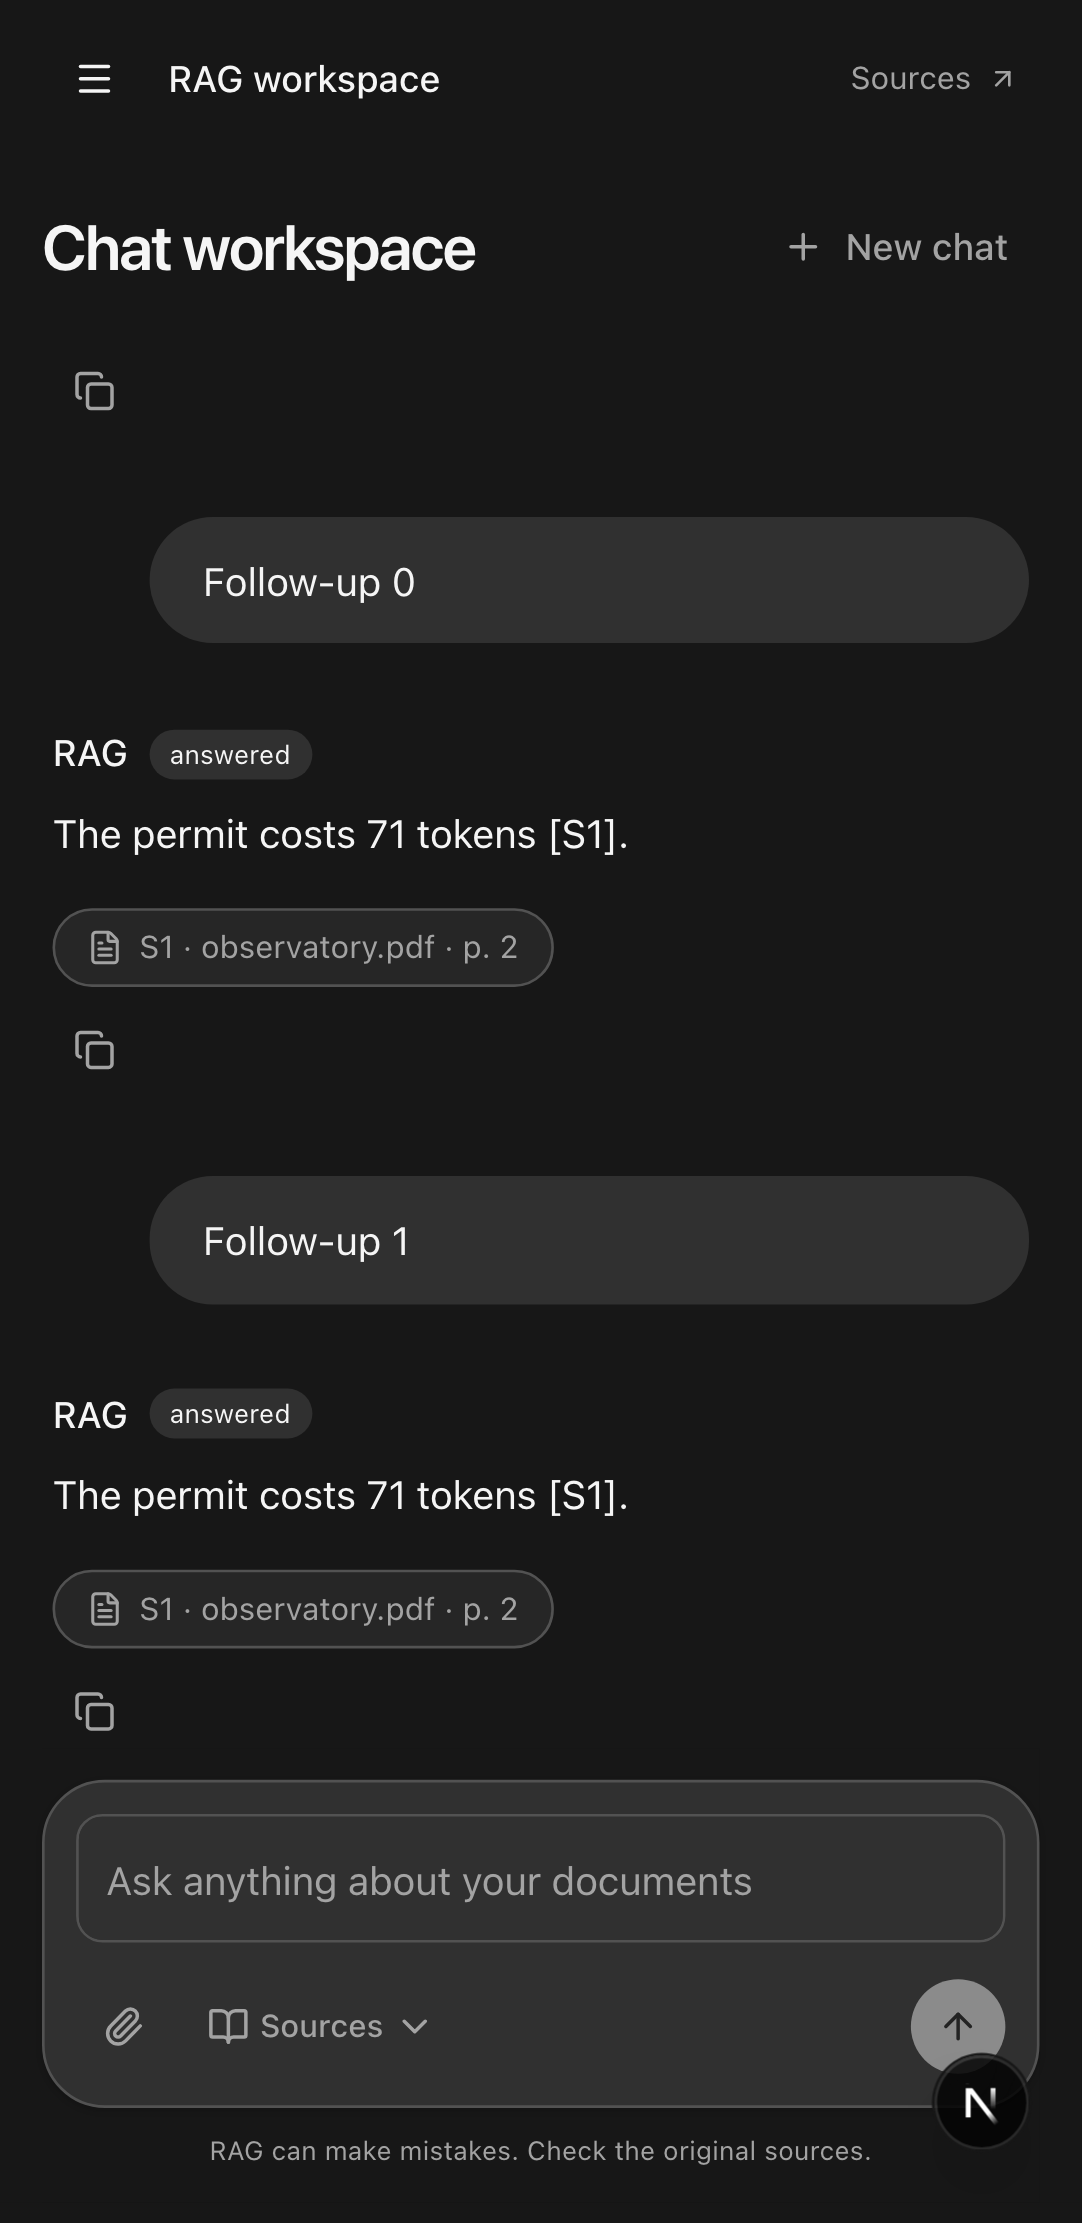 RAG workspace
Sources
Chat workspace
New chat
Follow-up 0
RAG answered
The permit costs 71 tokens [S1].
S1 · observatory.pdf · p. 2
Follow-up 1
RAG answered
The permit costs 71 tokens [S1].
S1 · observatory.pdf · p. 2
Ask anything about your documents
Sources
N
RAG can make mistakes. Check the original sources.